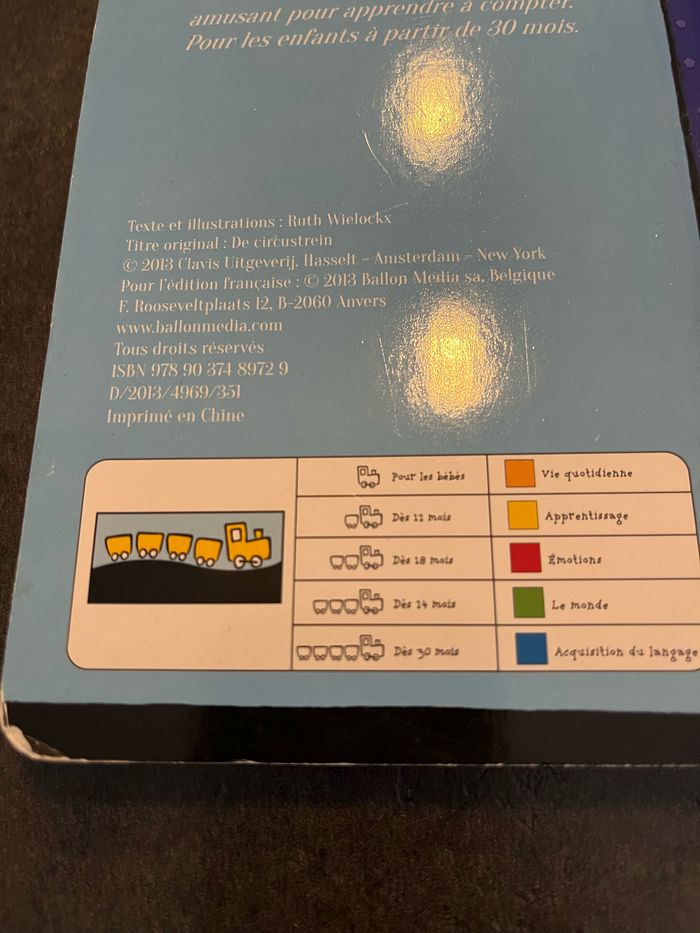 amusant pour apprendre à compter.
Pour les enfants à partir de 30 mois.
Texte et illustrations : Ruth Wielockx
Titre original : De circustrein
© 2013 Clavis Uitgeverij, Hasselt – Amsterdam – New York
Pour l'édition française : © 2013 Ballon Media sa, Belgique
F. Rooseveltplaats 12, B-2060 Anvers
www.ballonmedia.com
Tous droits réservés
ISBN 978 90 374 8972 9
D/2013/4969/351
Imprimé en Chine
Pour les bébés
Vie quotidienne
Dès 12 mois
Apprentissage
Dès 18 mois
Émotions
Dès 24 mois
Le monde
Dès 30 mois
Acquisition du langage